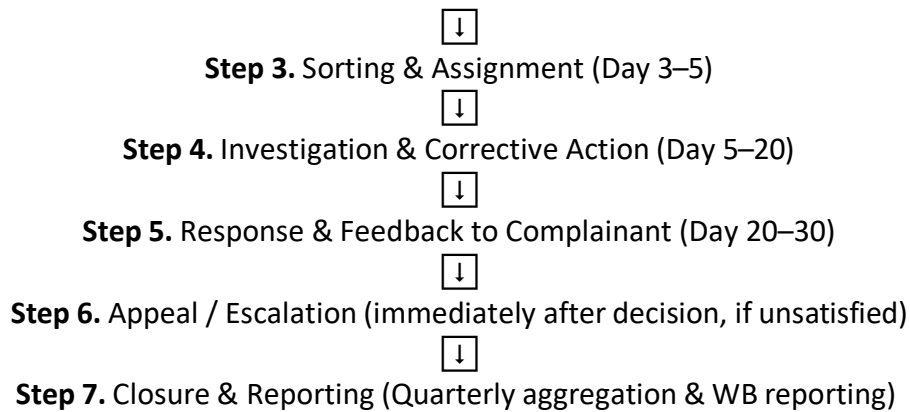 ↓
Step 3. Sorting & Assignment (Day 3–5)
↓
Step 4. Investigation & Corrective Action (Day 5–20)
↓
Step 5. Response & Feedback to Complainant (Day 20–30)
↓
Step 6. Appeal / Escalation (immediately after decision, if unsatisfied)
↓
Step 7. Closure & Reporting (Quarterly aggregation & WB reporting)